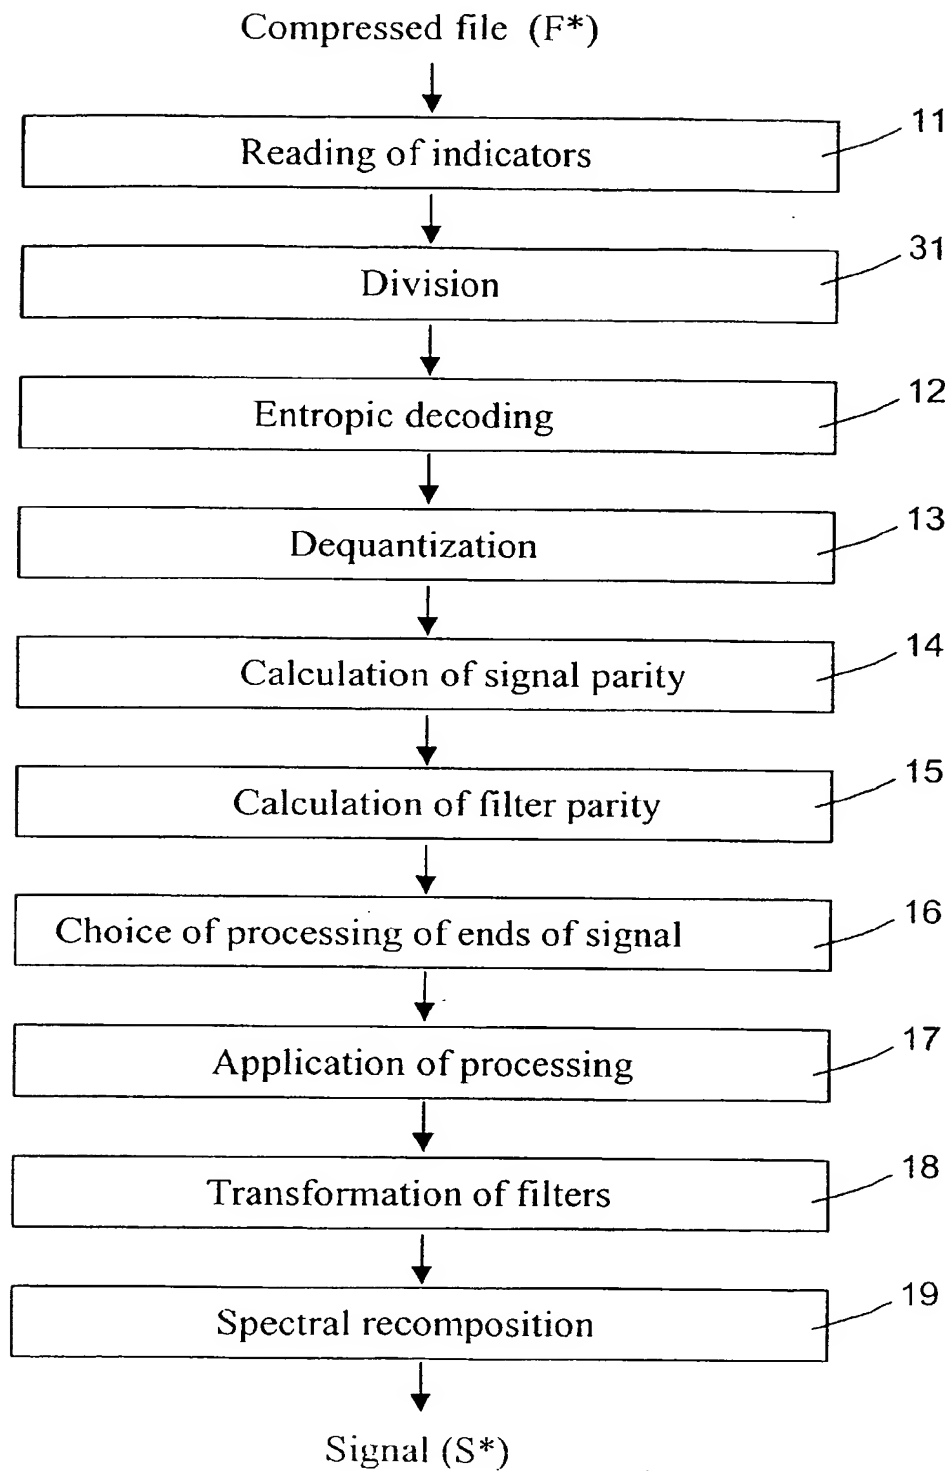 Compressed file (F*)
11
Reading of indicators
31
Division
12
Entropic decoding
13
Dequantization
14
Calculation of signal parity
15
Calculation of filter parity
16
Choice of processing of ends of signal
17
Application of processing
18
Transformation of filters
19
Spectral recomposition
Signal (S*)